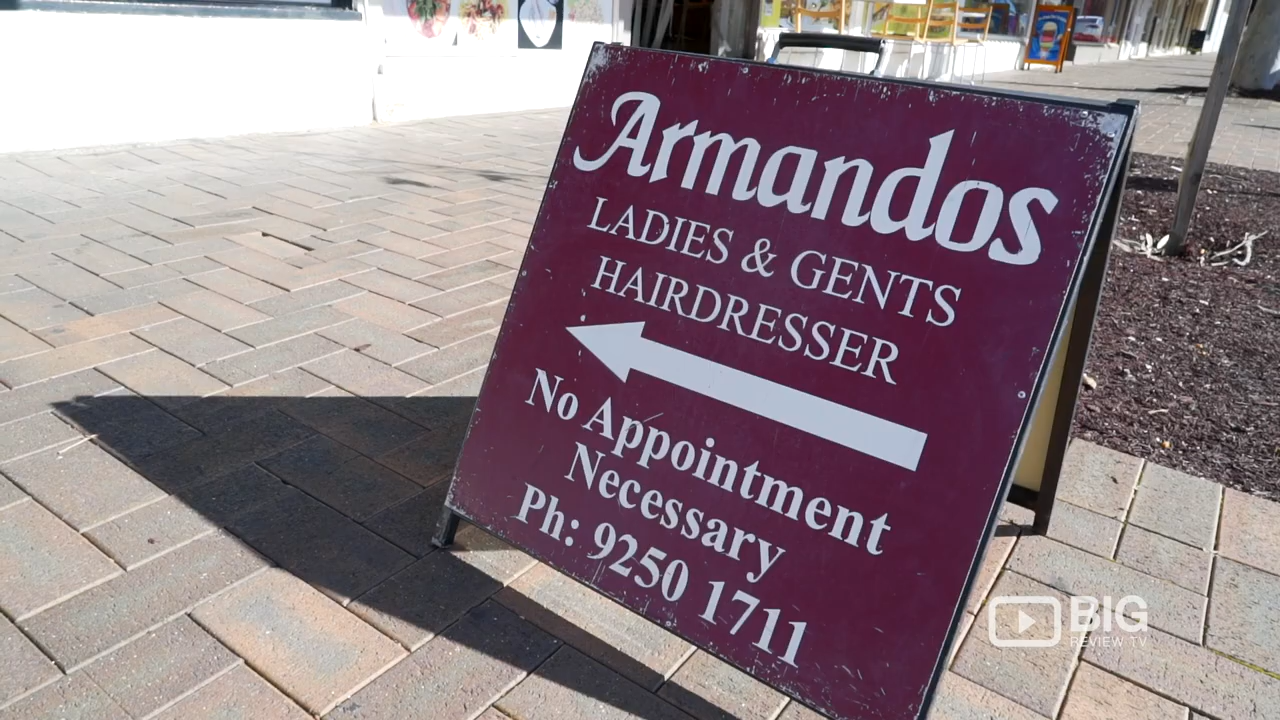 Armandos
LADIES & GENTS
HAIRDRESSER
No Appointment
Necessary
Ph: 9250 1711
BIG
REVIEW TV